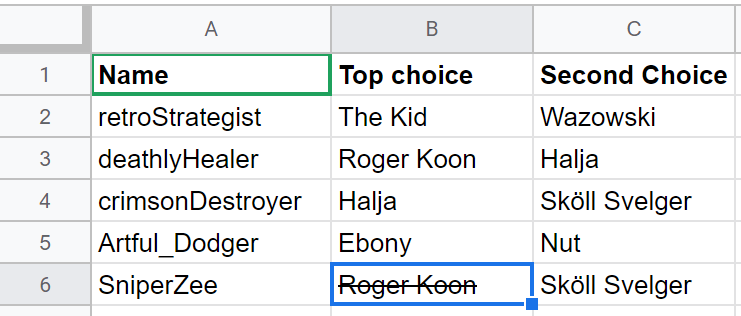 A B C
1 Name Top choice Second Choice
2 retroStrategist The Kid Wazowski
3 deathlyHealer Roger Koon Halja
4 crimsonDestroyer Halja Sköll Svelger
5 Artful_Dodger Ebony Nut
6 SniperZee Roger Koon Sköll Svelger